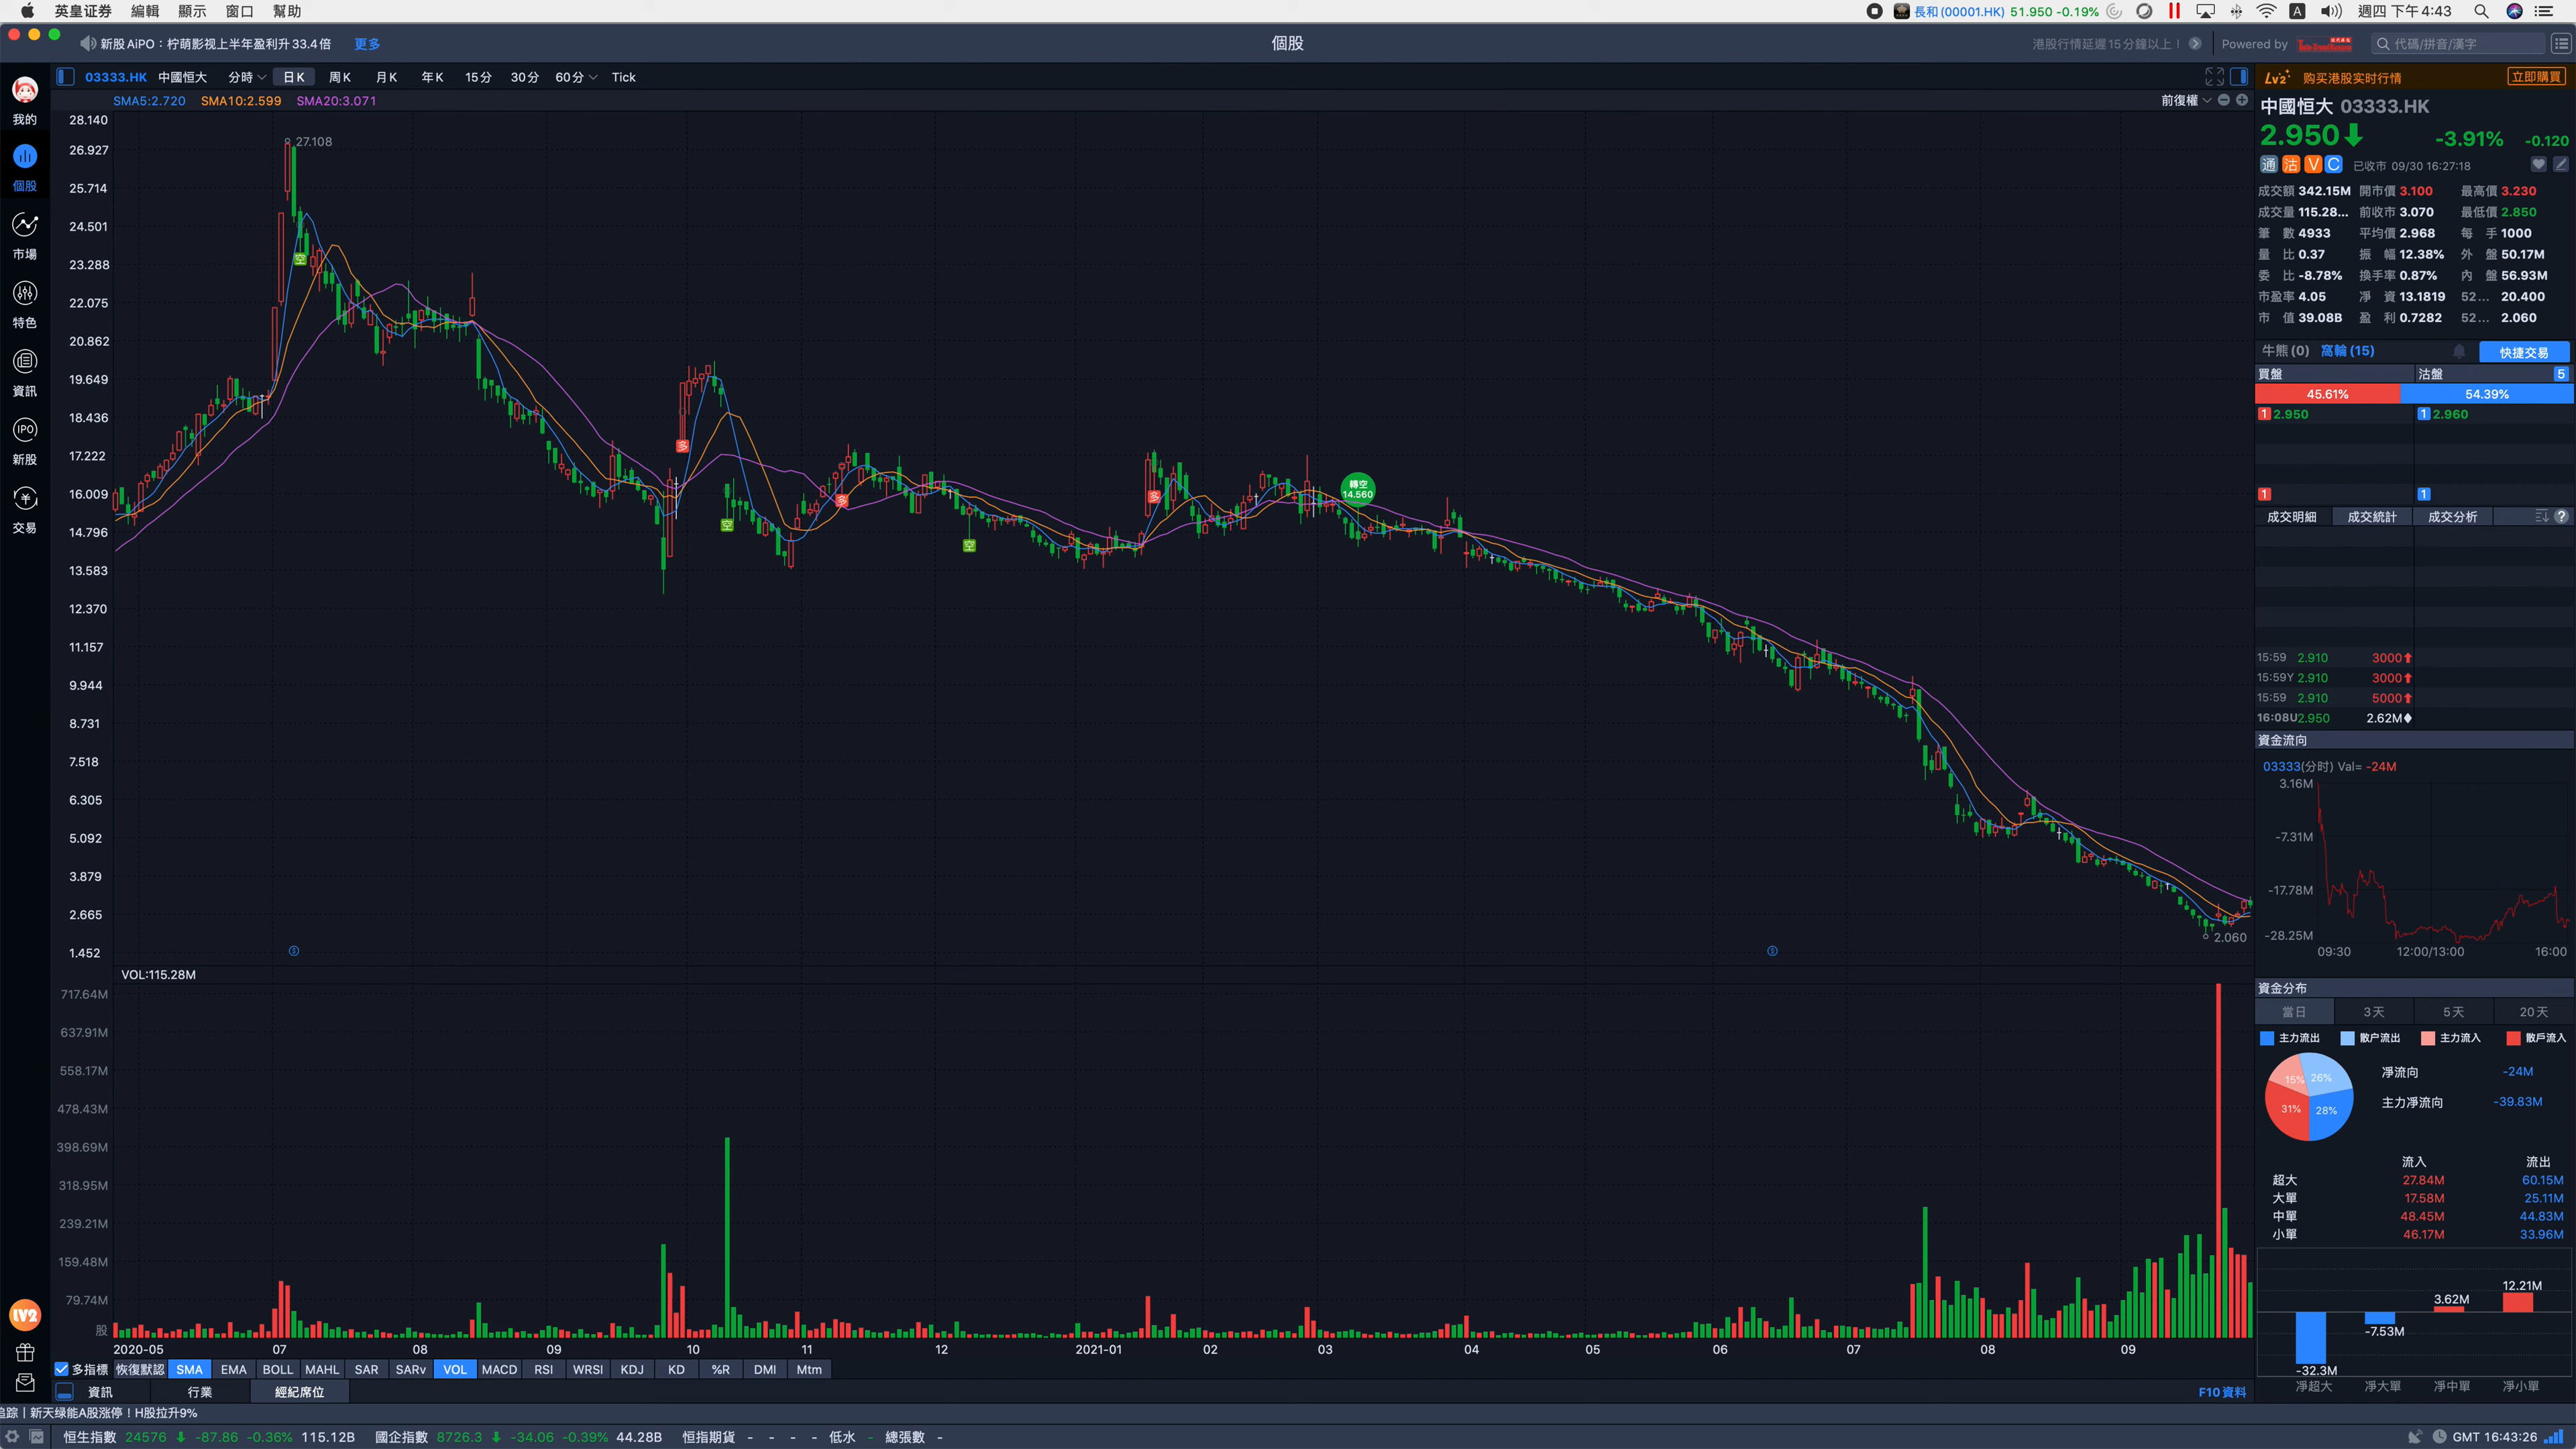 英皇证券 編輯 顯示 窗口 幫助
長和(00001.HK) 51.950 -0.19% A 週四 下午4:43
新股AiPO：柠萌影视上半年盈利升33.4倍 更多
個股
港股行情延遲15分鐘以上！ Powered by
代碼/拼音/漢字
我的
個股
市場
特色
資訊
IPO
新股
交易
LV2
03333.HK 中國恒大 分時 日K 周K 月K 年K 15分 30分 60分 Tick
SMA5:2.720 SMA10:2.599 SMA20:3.071
前復權
28.140
26.927
25.714
24.501
23.288
22.075
20.862
19.649
18.436
17.222
16.009
14.796
13.583
12.370
11.157
9.944
8.731
7.518
6.305
5.092
3.879
2.665
1.452
27.108
空
多
空
多
空
多
轉空
14.560
2.060
VOL:115.28M
717.64M
637.91M
558.17M
478.43M
398.69M
318.95M
239.21M
159.48M
79.74M
股
2020-05 07 08 09 10 11 12 2021-01 02 03 04 05 06 07 08 09
多指標 恢復默認 SMA EMA BOLL MAHL SAR SARv VOL MACD RSI WRSI KDJ KD %R DMI Mtm
資訊 行業 經紀席位
F10資料
Lv2 购买港股实时行情 立即購買
中國恒大 03333.HK
2.950 -3.91% -0.120
通 沽 V C 已收市 09/30 16:27:18
成交額 342.15M 開市價 3.100 最高價 3.230
成交量 115.28... 前收市 3.070 最低價 2.850
筆 數 4933 平均價 2.968 每 手 1000
量 比 0.37 振 幅 12.38% 外 盤 50.17M
委 比 -8.78% 換手率 0.87% 內 盤 56.93M
市盈率 4.05 淨 資 13.1819 52... 20.400
市 值 39.08B 盈 利 0.7282 52... 2.060
牛熊(0) 窩輪(15) 快捷交易
買盤 沽盤 5
45.61% 54.39%
1 2.950 1 2.960
1 1
成交明細 成交統計 成交分析 ?
15:59 2.910 3000
15:59Y 2.910 3000
15:59 2.910 5000
16:08U 2.950 2.62M
資金流向
03333(分时) Val= -24M
3.16M
-7.31M
-17.78M
-28.25M
09:30 12:00/13:00 16:00
資金分布
當日 3天 5天 20天
主力流出 散户流出 主力流入 散戶流入
15% 26%
31% 28%
淨流向 -24M
主力淨流向 -39.83M
流入 流出
超大 27.84M 60.15M
大單 17.58M 25.11M
中單 48.45M 44.83M
小單 46.17M 33.96M
12.21M
3.62M
-7.53M
-32.3M
淨超大 淨大單 淨中單 淨小單
追踪 | 新天绿能A股涨停！H股拉升9%
恒生指數 24576 -87.86 -0.36% 115.12B 國企指數 8726.3 -34.06 -0.39% 44.28B 恒指期貨 - - - - 低水 - 總張數 -
GMT 16:43:26